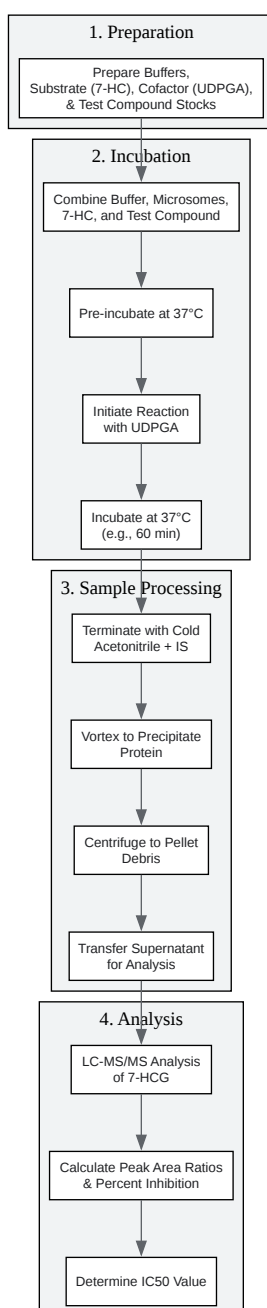 1. Preparation
Prepare Buffers,
Substrate (7-HC), Cofactor (UDPGA),
& Test Compound Stocks
2. Incubation
Combine Buffer, Microsomes,
7-HC, and Test Compound
Pre-incubate at 37°C
Initiate Reaction
with UDPGA
Incubate at 37°C
(e.g., 60 min)
3. Sample Processing
Terminate with Cold
Acetonitrile + IS
Vortex to Precipitate
Protein
Centrifuge to Pellet
Debris
Transfer Supernatant
for Analysis
4. Analysis
LC-MS/MS Analysis
of 7-HCG
Calculate Peak Area Ratios
& Percent Inhibition
Determine IC50 Value